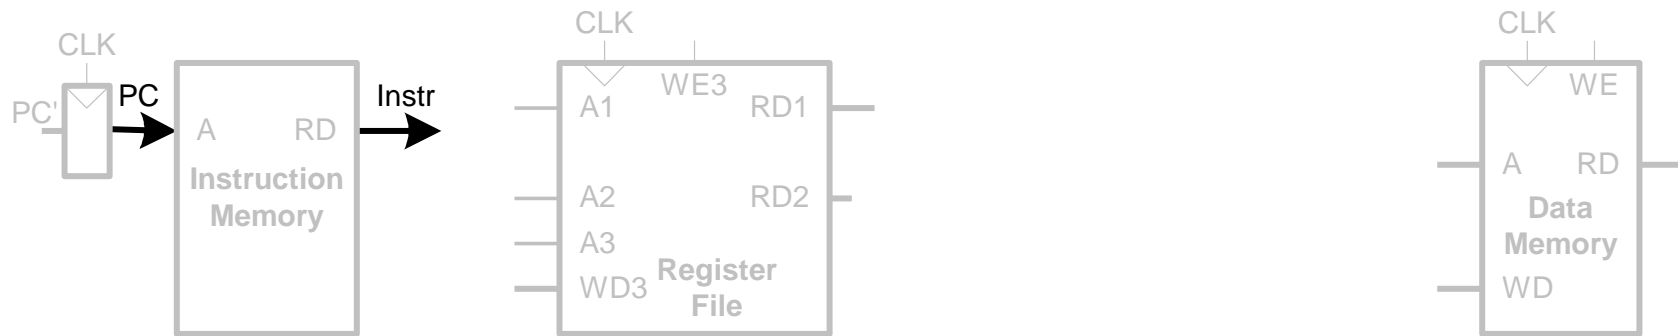 CLK
PC'
PC
A
RD
Instruction
Memory
Instr
CLK
WE3
A1
RD1
A2
RD2
A3
WD3
Register
File
CLK
WE
A
RD
Data
Memory
WD